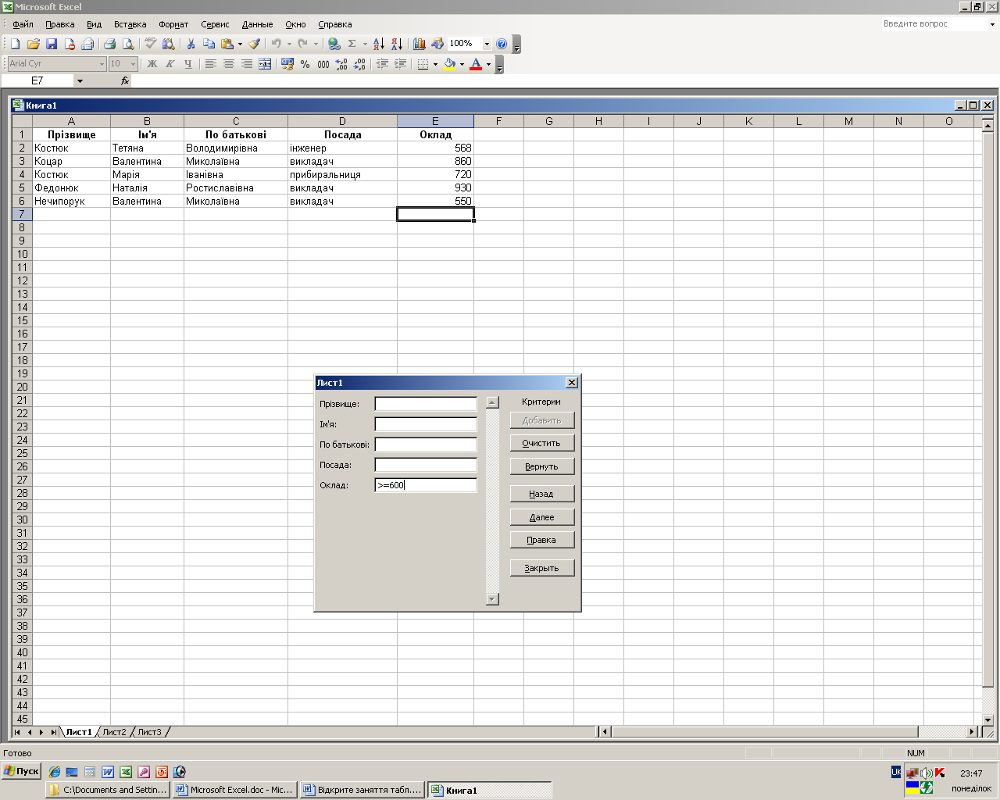 Microsoft Excel
Файл Правка Вид Вставка Формат Сервис Данные Окно Справка Введите вопрос
100%
Arial Cyr 10 Ж К Ч % 000
E7 fx
Книга1
A B C D E F G H I J K L M N O
1 Прізвище Ім'я По батькові Посада Оклад
2 Костюк Тетяна Володимирівна інженер 568
3 Коцар Валентина Миколаївна викладач 860
4 Костюк Марія Іванівна прибиральниця 720
5 Федонюк Наталія Ростиславівна викладач 930
6 Нечипорук Валентина Миколаївна викладач 550
7
8
9
10
11
12
13
14
15
16
17
18
19
20
21
22
23
24
25
26
27
28
29
30
31
32
33
34
35
36
37
38
39
40
41
42
43
44
45
Лист1
Прізвище:
Ім'я:
По батькові:
Посада:
Оклад: >=600
Критерии
Добавить
Очистить
Вернуть
Назад
Далее
Правка
Закрыть
Лист1 Лист2 Лист3
Готово NUM
Пуск UK 23:47
C:\Documents and Settin... Microsoft Excel.doc - Mic... Відкрите заняття табл.... Книга1 понеділок